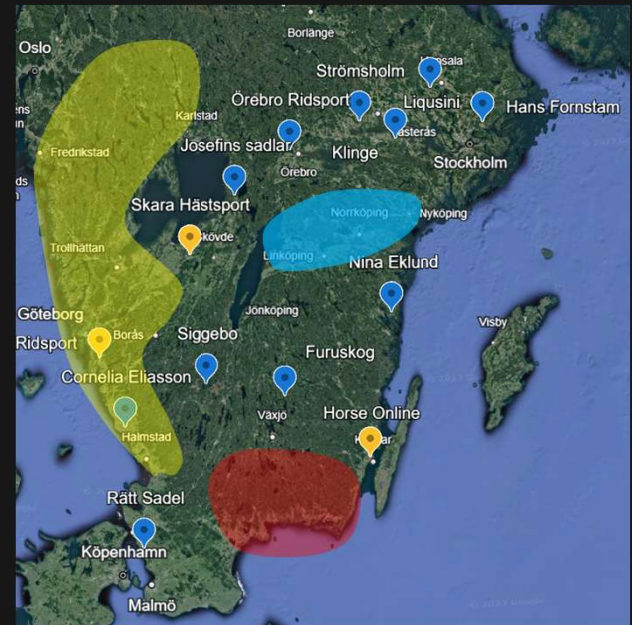 Borlänge
Oslo
Uppsala
Strömsholm
Karlstad
Örebro Ridsport
Liqusini
Hans Fornstam
Västerås
Fredrikstad
Josefins sadlar
Klinge
Stockholm
Örebro
Skara Hästsport
Norrköping
Nyköping
Skövde
Trollhättan
Linköping
Nina Eklund
Göteborg
Ridsport
Borås
Jönköping
Siggebo
Visby
Furuskog
Cornelia Eliasson
Växjö
Horse Online
Halmstad
Rätt Sadel
Köpenhamn
Malmö